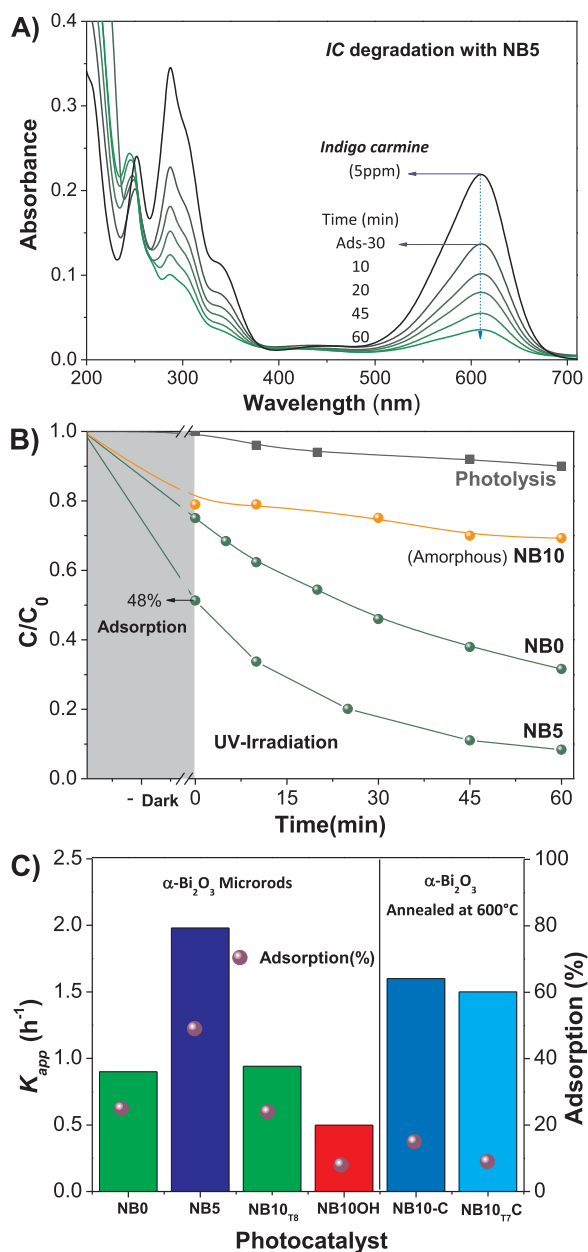 A)
IC degradation with NB5
Indigo carmine
(5ppm)
Time (min)
Ads-30
10
20
45
60
Absorbance
0.4
0.3
0.2
0.1
0.0
200 300 400 500 600 700
Wavelength (nm)
B)
C/C0
1.0
0.8
0.6
0.4
0.2
0.0
Photolysis
(Amorphous) NB10
48%
Adsorption
NB0
NB5
UV-Irradiation
- Dark 0 15 30 45 60
Time(min)
C)
Kapp (h-1)
2.5
2.0
1.5
1.0
0.5
0.0
α-Bi2O3 Microrods
α-Bi2O3
Annealed at 600°C
Adsorption(%)
100
80
60
40
20
0
Adsorption (%)
NB0 NB5 NB10T8 NB10OH NB10-C NB10T7C
Photocatalyst